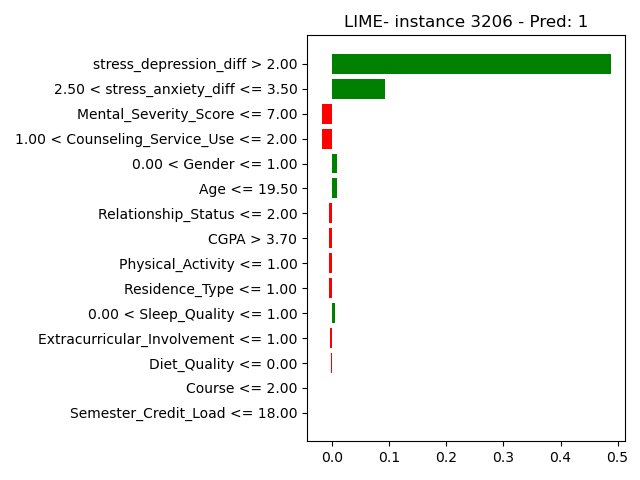 LIME- instance 3206 - Pred: 1
stress_depression_diff > 2.00
2.50 < stress_anxiety_diff <= 3.50
Mental_Severity_Score <= 7.00
1.00 < Counseling_Service_Use <= 2.00
0.00 < Gender <= 1.00
Age <= 19.50
Relationship_Status <= 2.00
CGPA > 3.70
Physical_Activity <= 1.00
Residence_Type <= 1.00
0.00 < Sleep_Quality <= 1.00
Extracurricular_Involvement <= 1.00
Diet_Quality <= 0.00
Course <= 2.00
Semester_Credit_Load <= 18.00
0.0 0.1 0.2 0.3 0.4 0.5